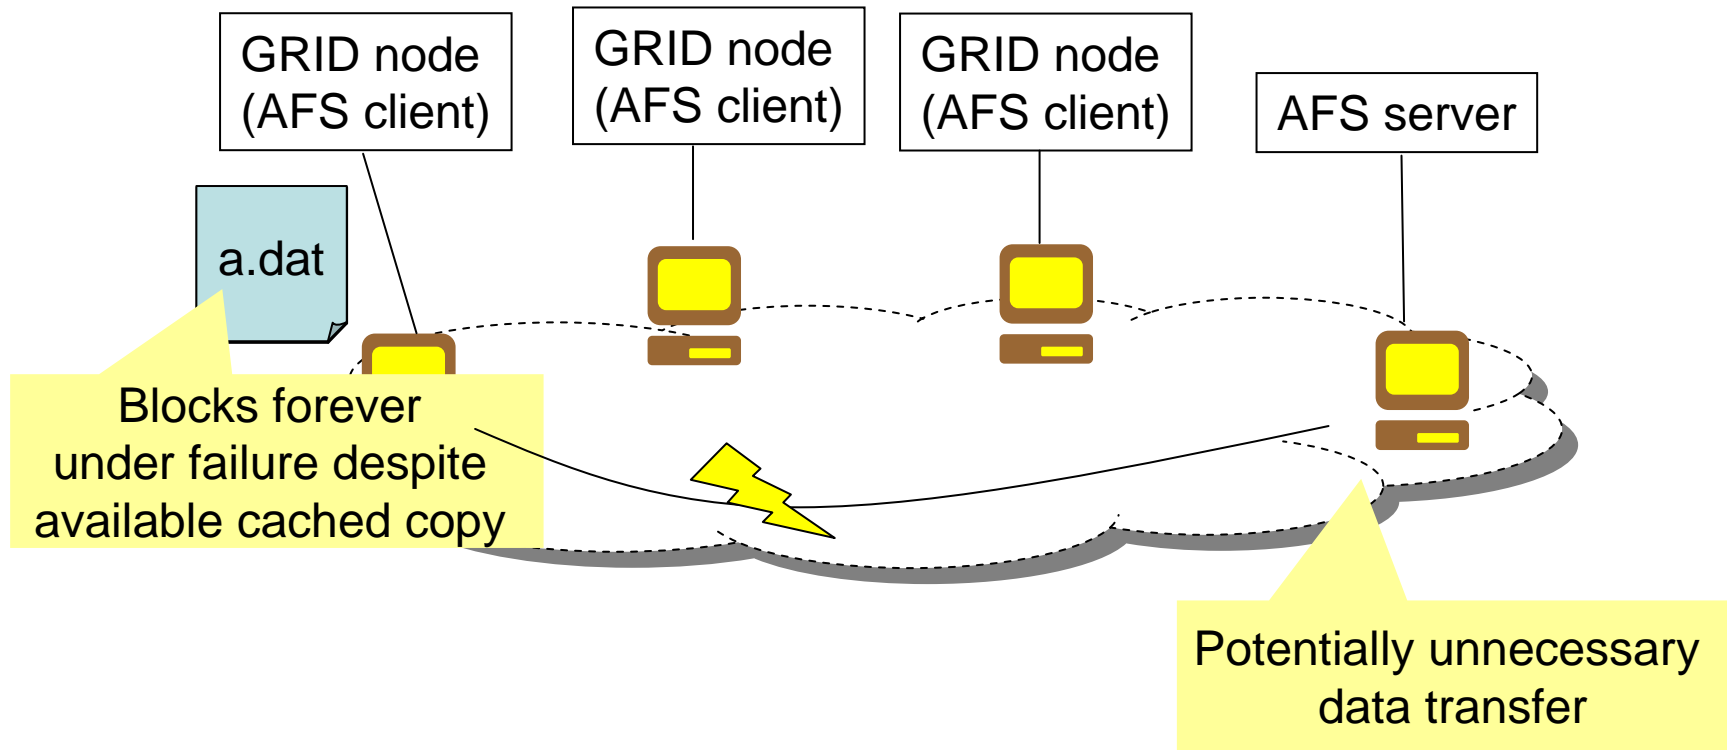 GRID node
(AFS client)
GRID node
(AFS client)
GRID node
(AFS client)
AFS server
a.dat
Blocks forever
under failure despite
available cached copy
Potentially unnecessary
data transfer